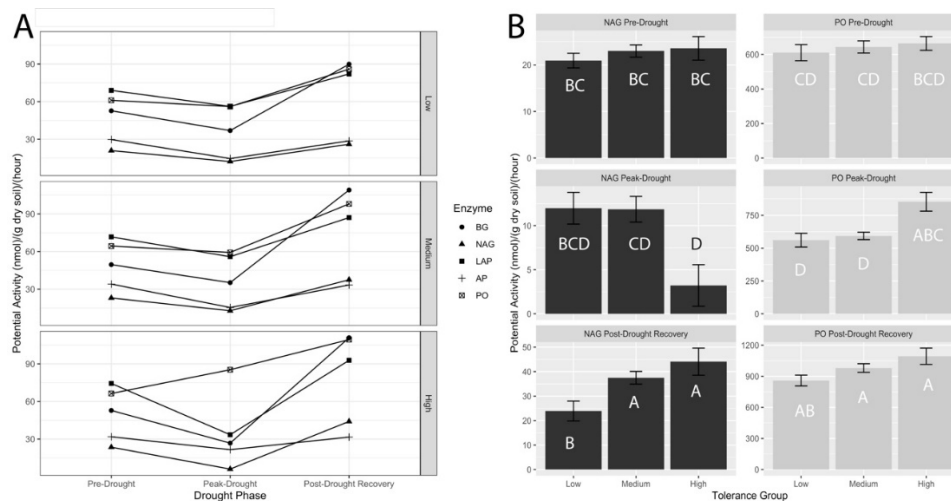 A
Potential Activity (nmol)/(g dry soil)/(hour)
90
60
30
Low
90
60
30
Medium
90
60
30
High
Pre-Drought
Peak-Drought
Post-Drought Recovery
Drought Phase
Enzyme
BG
NAG
LAP
AP
PO
B
Potential Activity (nmol)/(g dry soil)/(hour)
NAG Pre-Drought
20
10
0
BC
BC
BC
PO Pre-Drought
600
400
200
0
CD
CD
BCD
NAG Peak-Drought
10
5
0
BCD
CD
D
PO Peak-Drought
750
500
250
0
D
D
ABC
NAG Post-Drought Recovery
50
40
30
20
10
0
B
A
A
PO Post-Drought Recovery
1200
900
600
300
0
AB
A
A
Low
Medium
High
Low
Medium
High
Tolerance Group